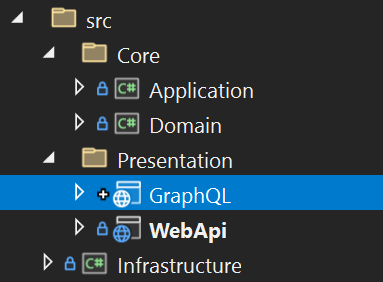 src
Core
C# Application
C# Domain
Presentation
GraphQL
WebApi
C# Infrastructure